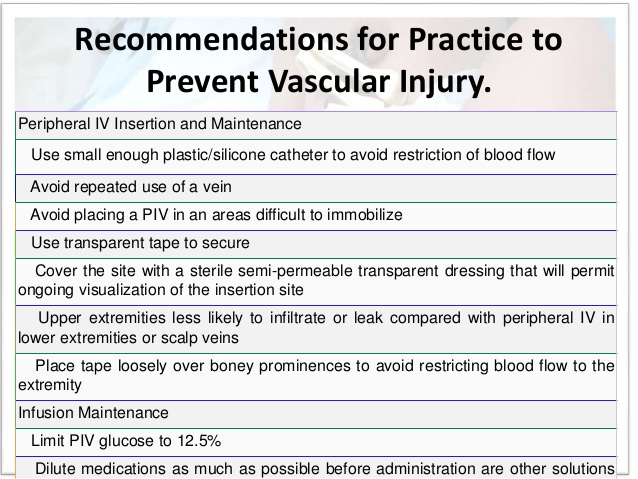 Recommendations for Practice to
Prevent Vascular Injury.
Peripheral IV Insertion and Maintenance
Use small enough plastic/silicone catheter to avoid restriction of blood flow
Avoid repeated use of a vein
Avoid placing a PIV in an areas difficult to immobilize
Use transparent tape to secure
Cover the site with a sterile semi-permeable transparent dressing that will permit
ongoing visualization of the insertion site
Upper extremities less likely to infiltrate or leak compared with peripheral IV in
lower extremities or scalp veins
Place tape loosely over boney prominences to avoid restricting blood flow to the
extremity
Infusion Maintenance
Limit PIV glucose to 12.5%
Dilute medications as much as possible before administration are other solutions